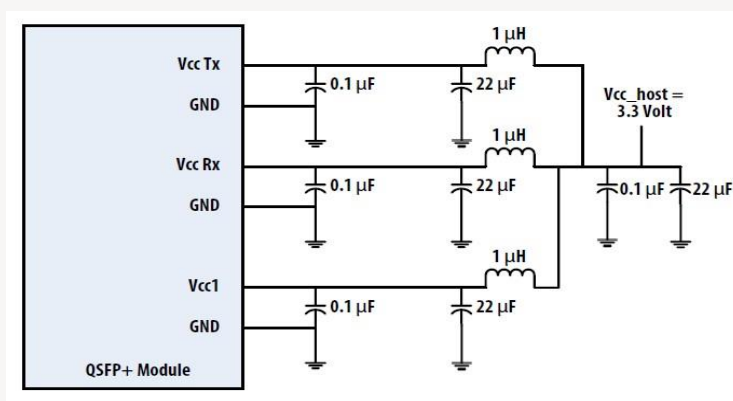 1 µH
Vcc Tx
0.1 µF
22 µF
GND
Vcc_host =
3.3 Volt
1 µH
Vcc Rx
0.1 µF
22 µF
0.1 µF
22 µF
GND
1 µH
Vcc1
0.1 µF
22 µF
GND
QSFP+ Module